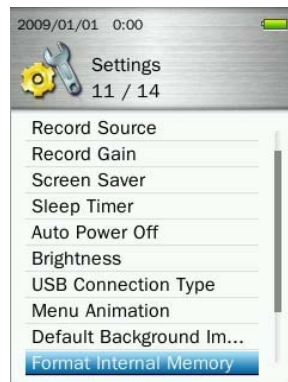 2009/01/01 0:00
Settings
11 / 14
Record Source
Record Gain
Screen Saver
Sleep Timer
Auto Power Off
Brightness
USB Connection Type
Menu Animation
Default Background Im...
Format Internal Memory